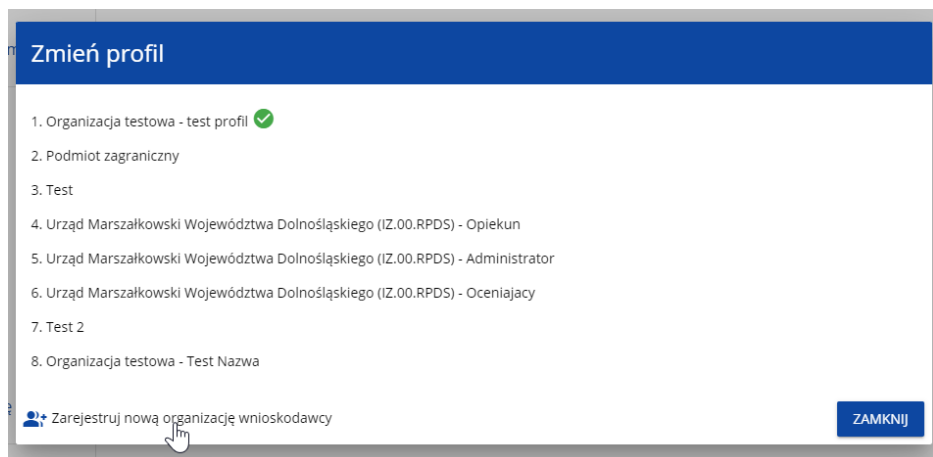 Zmień profil
1. Organizacja testowa - test profil
2. Podmiot zagraniczny
3. Test
4. Urząd Marszałkowski Województwa Dolnośląskiego (IZ.00.RPDS) - Opiekun
5. Urząd Marszałkowski Województwa Dolnośląskiego (IZ.00.RPDS) - Administrator
6. Urząd Marszałkowski Województwa Dolnośląskiego (IZ.00.RPDS) - Oceniajacy
7. Test 2
8. Organizacja testowa - Test Nazwa
Zarejestruj nową organizację wnioskodawcy
ZAMKNIJ